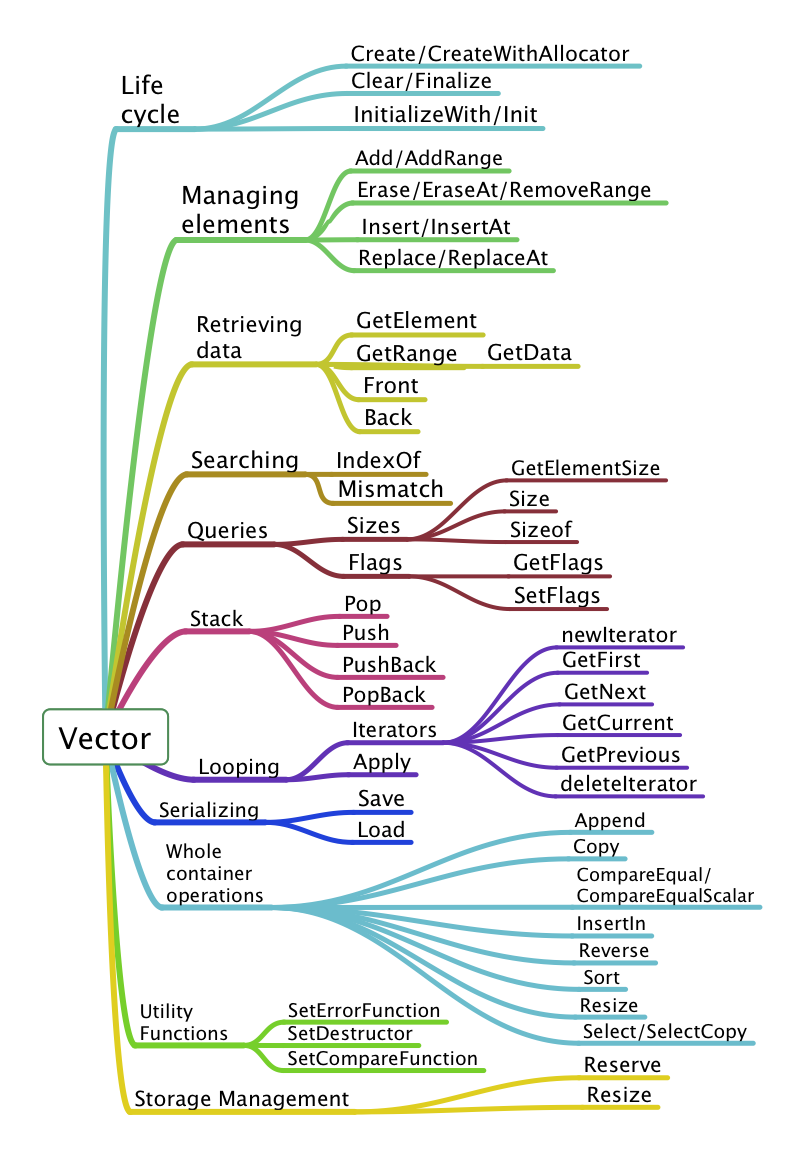 Create/CreateWithAllocator
Life
cycle
Clear/Finalize
InitializeWith/Init
Managing
elements
Add/AddRange
Erase/EraseAt/RemoveRange
Insert/InsertAt
Replace/ReplaceAt
Retrieving
data
GetElement
GetRange
GetData
Front
Back
Searching
IndexOf
Mismatch
Queries
Sizes
GetElementSize
Size
Sizeof
Flags
GetFlags
SetFlags
Stack
Pop
Push
PushBack
PopBack
Vector
Looping
Iterators
newIterator
GetFirst
GetNext
GetCurrent
GetPrevious
deleteIterator
Apply
Serializing
Save
Load
Whole
container
operations
Append
Copy
CompareEqual/
CompareEqualScalar
InsertIn
Reverse
Sort
Resize
Select/SelectCopy
Utility
Functions
SetErrorFunction
SetDestructor
SetCompareFunction
Storage Management
Reserve
Resize